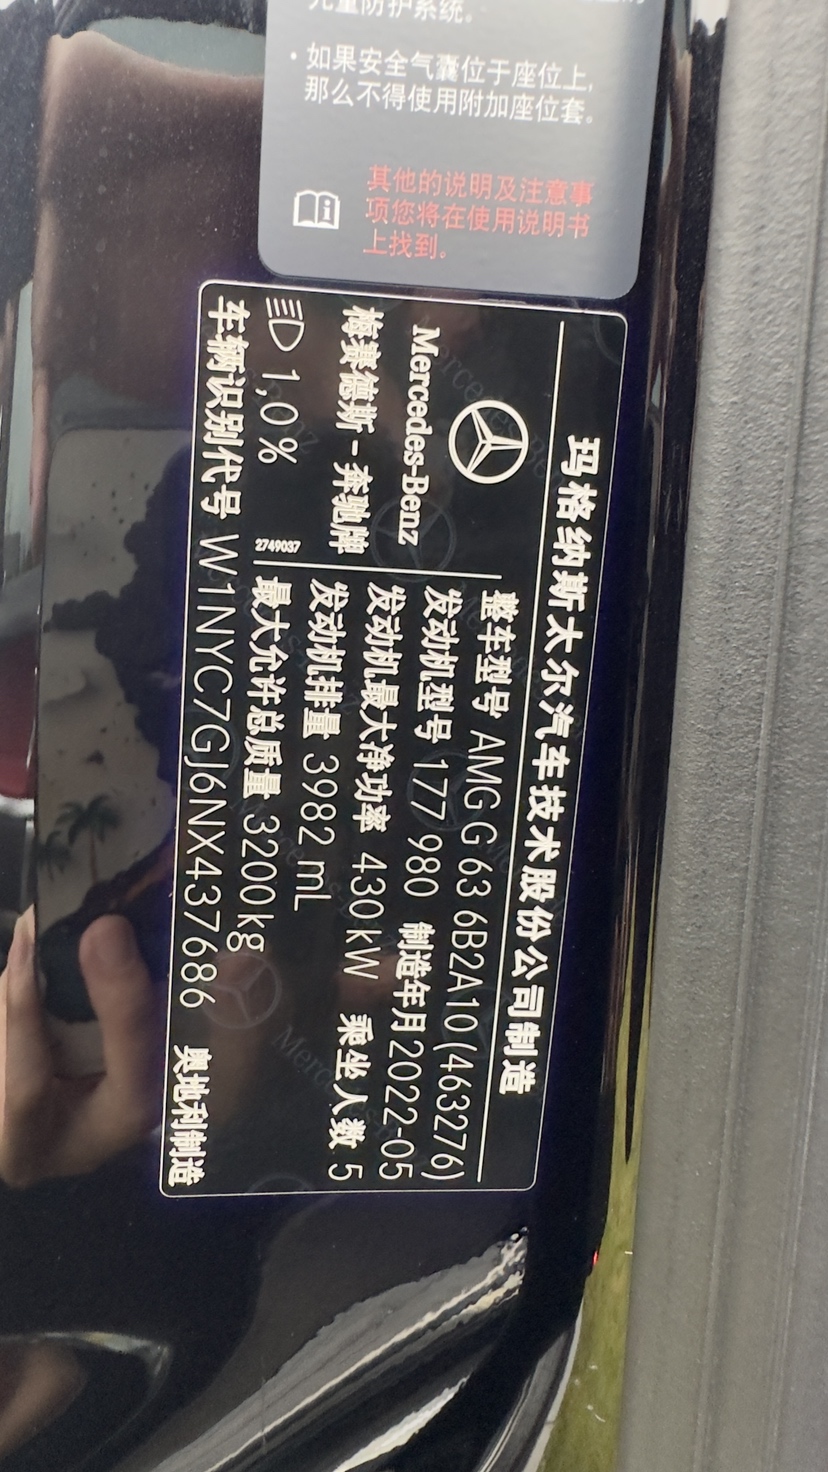 儿童防护系统。
• 如果安全气囊位于座位上,
那么不得使用附加座位套。
其他的说明及注意事
项您将在使用说明书
上找到。
玛格纳斯太尔汽车技术股份公司制造
Mercedes-Benz
梅赛德斯-奔驰牌
1,0%
2749037
整车型号 AMG G 63 6B2A10 (463276)
发动机型号 177 980 制造年月 2022-05
发动机最大净功率 430 kW 乘坐人数 5
发动机排量 3982 mL
最大允许总质量 3200 kg
车辆识别代号 W1NYC7GJ6NX437686 奥地利制造